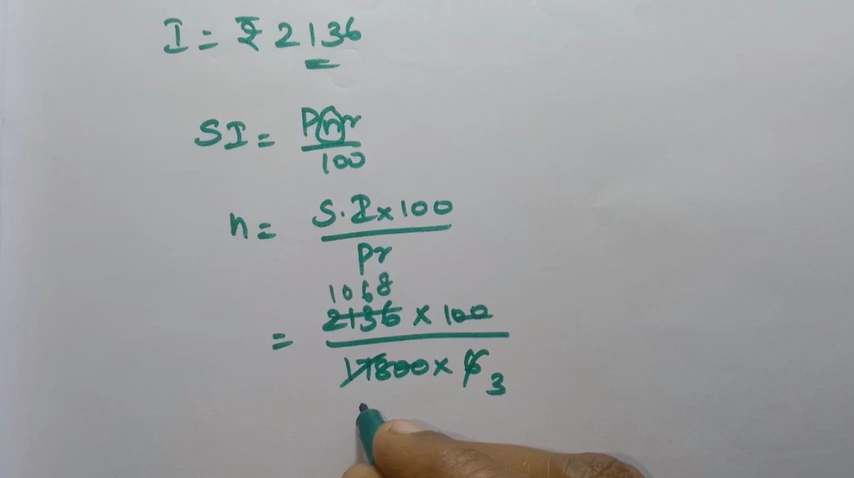 I = ₹ 2136
SI = Pnr
100
n = S.I × 100
Pr
1068
= 2136 × 100
17800 × 6 3